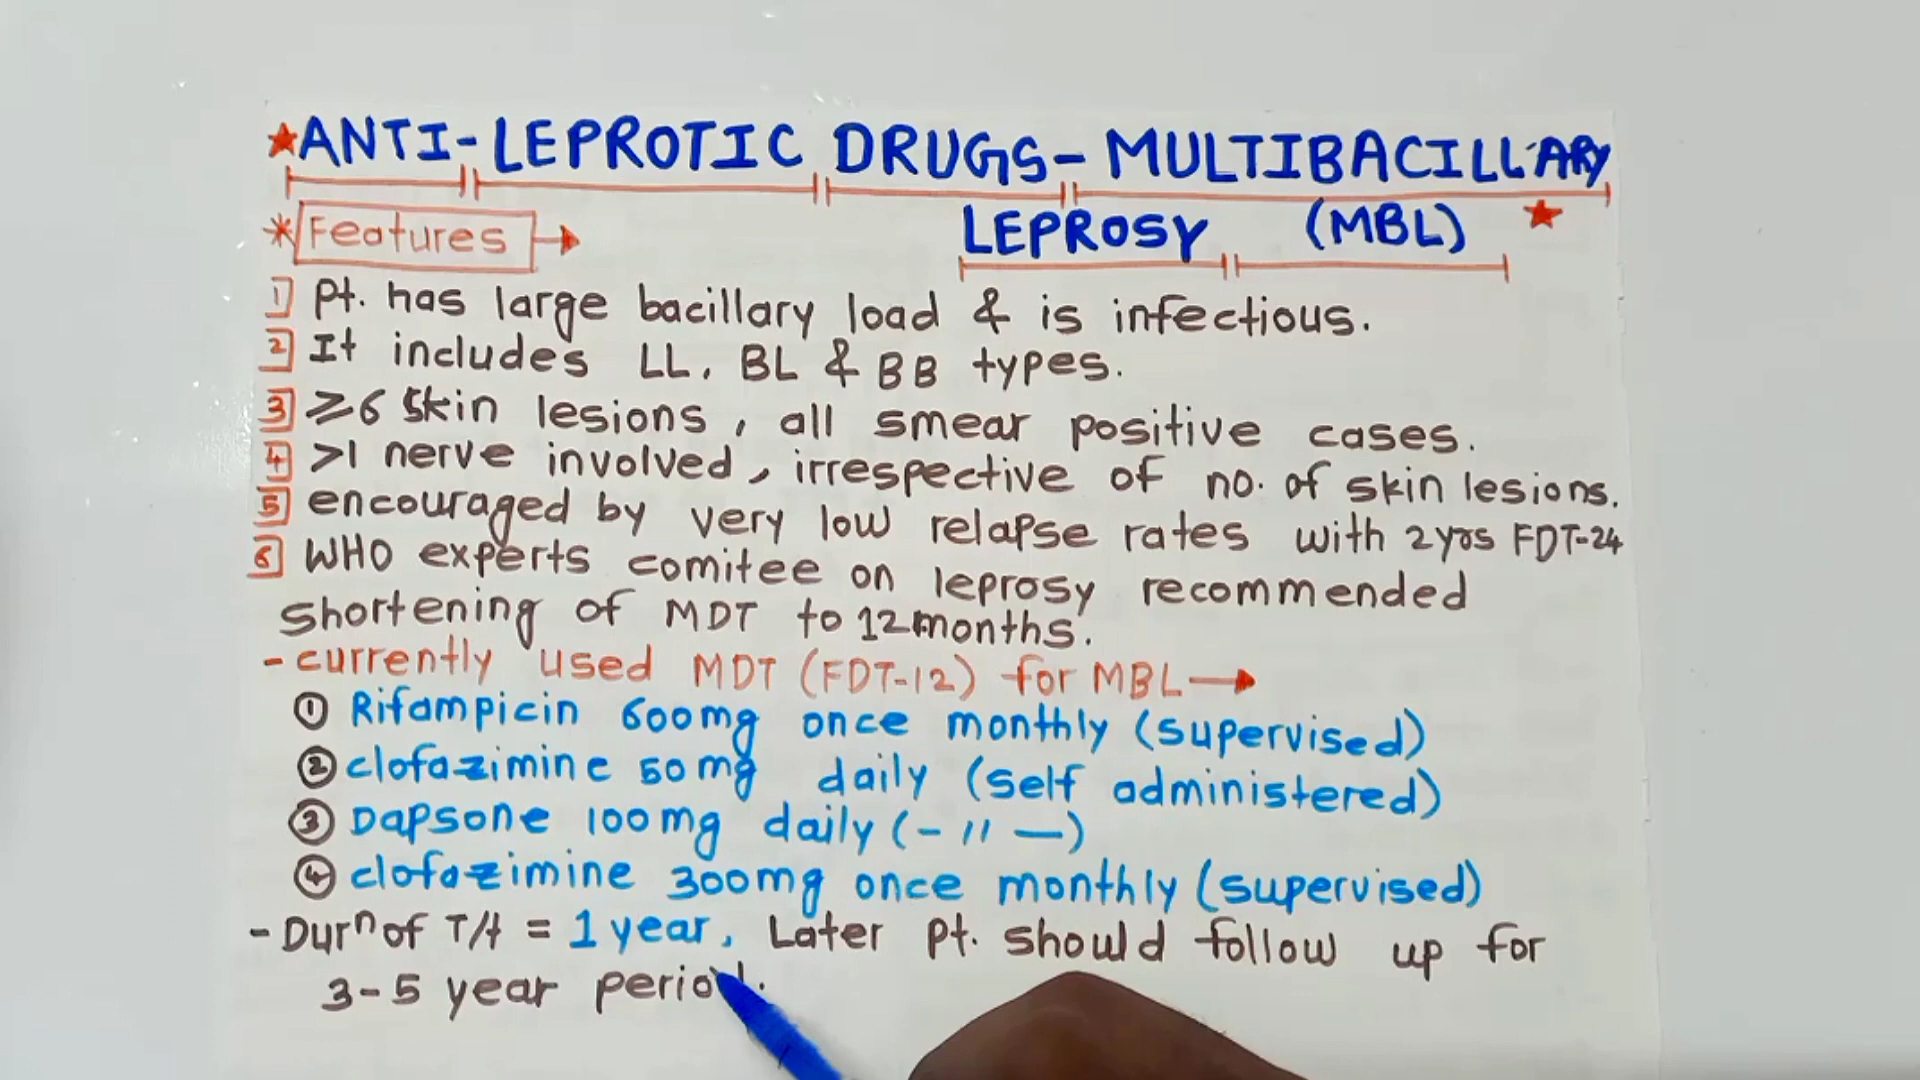 ★ANTI-LEPROTIC DRUGS-MULTIBACILLARY
LEPROSY (MBL) ★
* Features →
1] Pt. has large bacillary load & is infectious.
2] It includes LL, BL & BB types.
3] ≥6 skin lesions, all smear positive cases.
4] >1 nerve involved, irrespective of no. of skin lesions.
5] encouraged by very low relapse rates with 2yrs FDT-24
6] WHO experts comitee on leprosy recommended
shortening of MDT to 12months.
- currently used MDT (FDT-12) for MBL→
① Rifampicin 600mg once monthly (supervised)
② clofazimine 50mg daily (self administered)
③ Dapsone 100mg daily (-〃—)
④ clofazimine 300mg once monthly (supervised)
- Durⁿ of T/t = 1 year, Later Pt. should follow up for
3-5 year period.